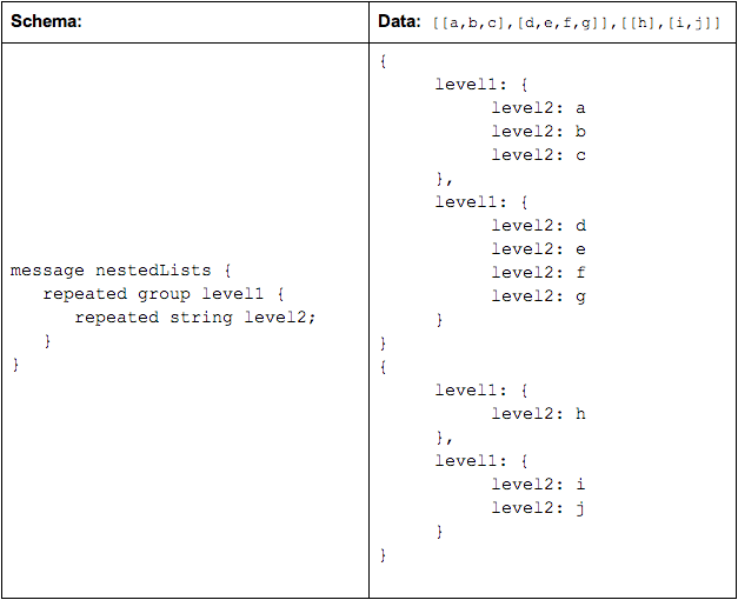 Schema:
Data: [[a,b,c],[d,e,f,g]],[[h],[i,j]]
message nestedLists {
repeated group level1 {
repeated string level2;
}
}
{
level1: {
level2: a
level2: b
level2: c
},
level1: {
level2: d
level2: e
level2: f
level2: g
}
}
{
level1: {
level2: h
},
level1: {
level2: i
level2: j
}
}